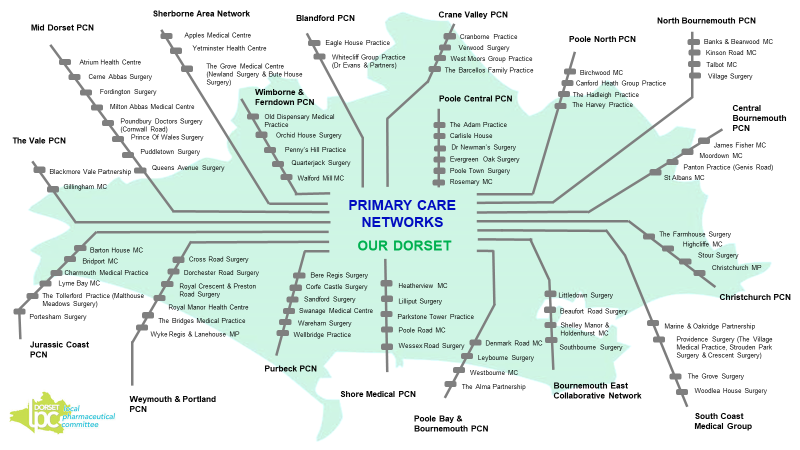 Mid Dorset PCN
Atrium Health Centre
Cerne Abbas Surgery
Fordington Surgery
Milton Abbas Medical Centre
Poundbury Doctors Surgery
(Cornwall Road)
Prince Of Wales Surgery
Puddletown Surgery
Queens Avenue Surgery
Sherborne Area Network
Apples Medical Centre
Yetminster Health Centre
The Grove Medical Centre
(Newland Surgery & Bute House
Surgery)
Blandford PCN
Eagle House Practice
Whitecliff Group Practice
(Dr Evans & Partners)
Crane Valley PCN
Cranborne Practice
Verwood Surgery
West Moors Group Practice
The Barcellos Family Practice
Poole North PCN
Birchwood MC
Canford Heath Group Practice
The Hadleigh Practice
The Harvey Practice
North Bournemouth PCN
Banks & Bearwood MC
Kinson Road MC
Talbot MC
Village Surgery
Wimborne &
Ferndown PCN
Old Dispensary Medical
Practice
Orchid House Surgery
Penny's Hill Practice
Quarterjack Surgery
Walford Mill MC
Poole Central PCN
The Adam Practice
Carlisle House
Dr Newman's Surgery
Evergreen Oak Surgery
Poole Town Surgery
Rosemary MC
Central
Bournemouth
PCN
James Fisher MC
Moordown MC
Panton Practice (Gervis Road)
St Albans MC
The Vale PCN
Blackmore Vale Partnership
Gillingham MC
PRIMARY CARE
NETWORKS
OUR DORSET
The Farmhouse Surgery
Highcliffe MC
Stour Surgery
Christchurch MP
Christchurch PCN
Barton House MC
Bridport MC
Charmouth Medical Practice
Lyme Bay MC
The Tollerford Practice (Malthouse
Meadows Surgery)
Portesham Surgery
Jurassic Coast
PCN
Cross Road Surgery
Dorchester Road Surgery
Royal Crescent & Preston
Road Surgery
Royal Manor Health Centre
The Bridges Medical Practice
Wyke Regis & Lanehouse MP
Weymouth & Portland
PCN
Bere Regis Surgery
Corfe Castle Surgery
Sandford Surgery
Swanage Medical Centre
Wareham Surgery
Wellbridge Practice
Purbeck PCN
Heatherview MC
Lilliput Surgery
Parkstone Tower Practice
Poole Road MC
Wessex Road Surgery
Shore Medical PCN
Denmark Road MC
Leybourne Surgery
Westbourne MC
The Alma Partnership
Poole Bay &
Bournemouth PCN
Littledown Surgery
Beaufort Road Surgery
Shelley Manor &
Holdenhurst MC
Southbourne Surgery
Bournemouth East
Collaborative Network
Marine & Oakridge Partnership
Providence Surgery (The Village
Medical Practice, Strouden Park
Surgery & Crescent Surgery)
The Grove Surgery
Woodlea House Surgery
South Coast
Medical Group
DORSET
lpc
local
pharmaceutical
committee